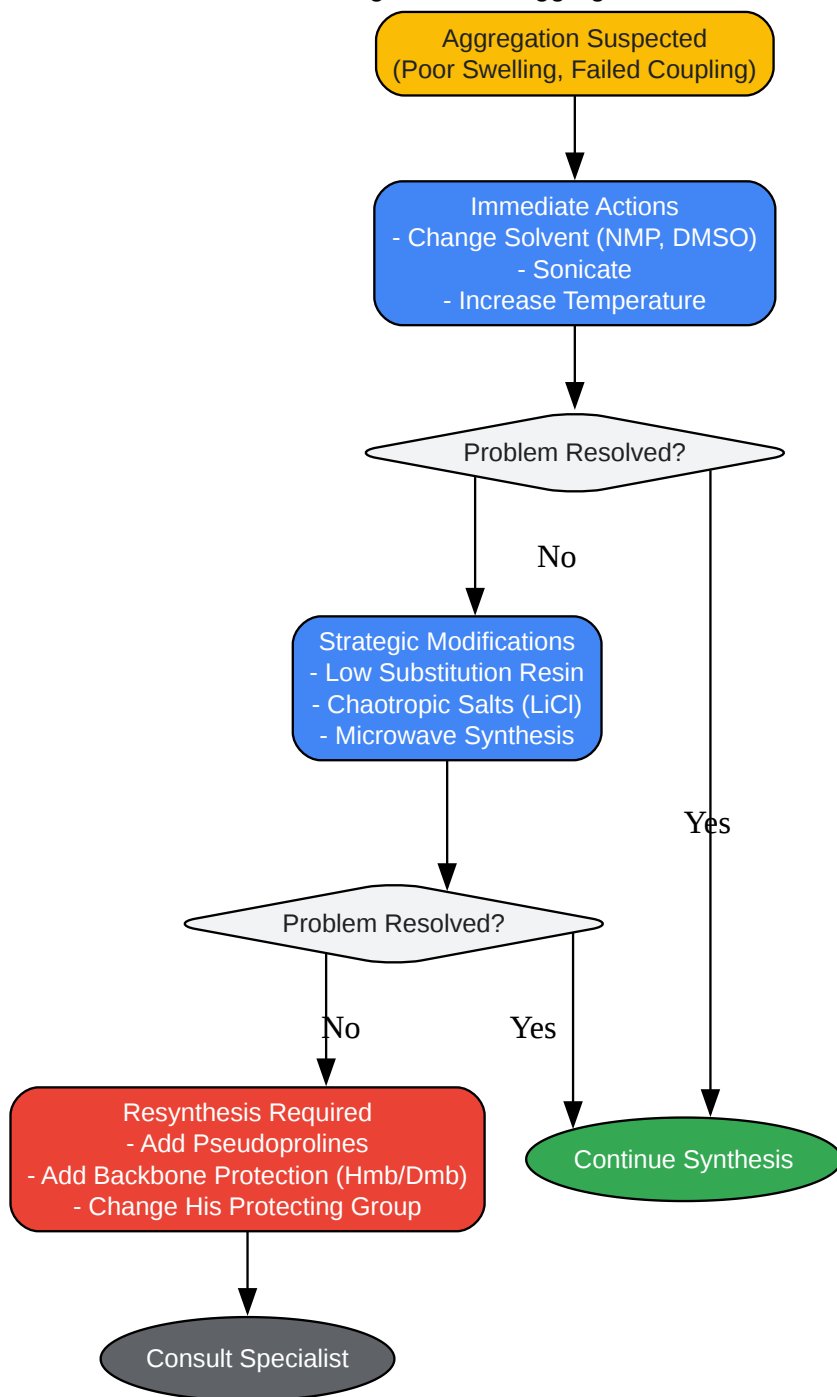 Aggregation Suspected
(Poor Swelling, Failed Coupling)
Immediate Actions
- Change Solvent (NMP, DMSO)
- Sonicate
- Increase Temperature
Problem Resolved?
No
Strategic Modifications
- Low Substitution Resin
- Chaotropic Salts (LiCl)
- Microwave Synthesis
Yes
Problem Resolved?
No
Yes
Resynthesis Required
- Add Pseudoprolines
- Add Backbone Protection (Hmb/Dmb)
- Change His Protecting Group
Continue Synthesis
Consult Specialist